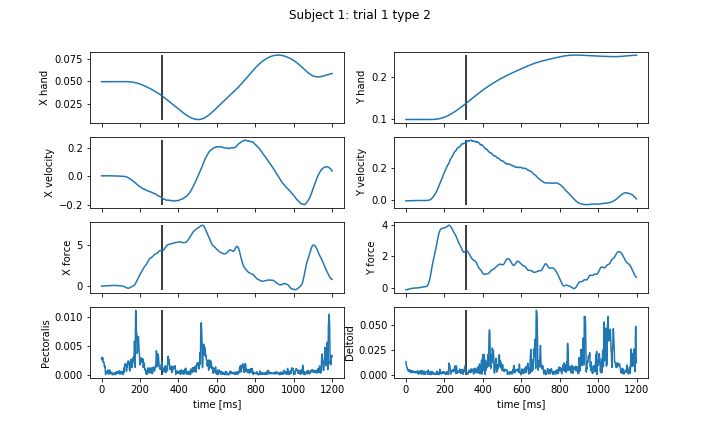 Subject 1: trial 1 type 2
X hand
0.075
0.050
0.025
Y hand
0.2
0.1
X velocity
0.2
0.0
−0.2
Y velocity
0.2
0.0
X force
5
0
Y force
4
2
0
Pectoralis
0.010
0.005
0.000
0 200 400 600 800 1000 1200
time [ms]
Deltoid
0.050
0.025
0.000
0 200 400 600 800 1000 1200
time [ms]